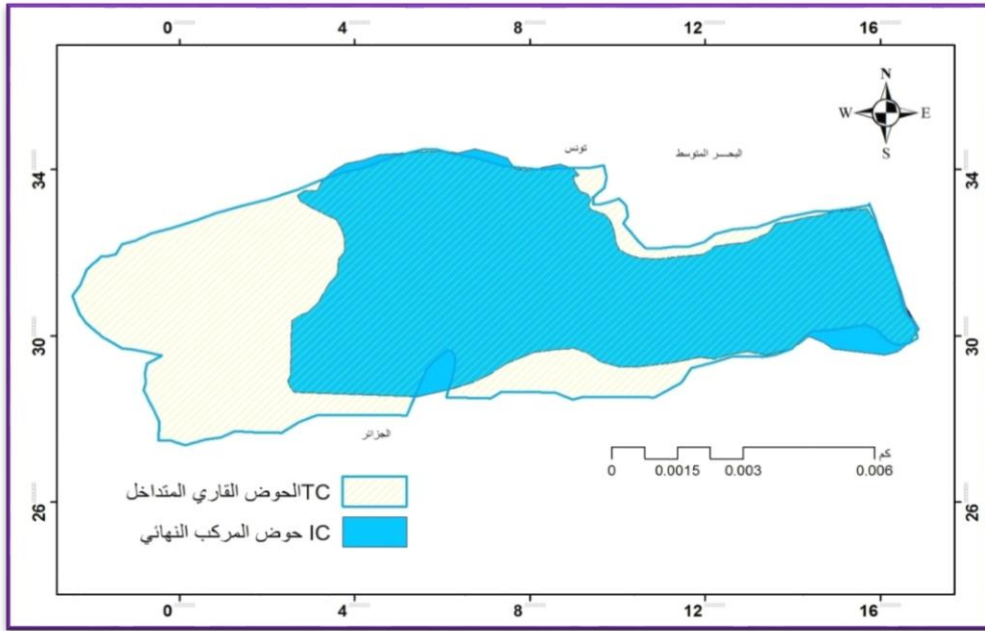 0 4 8 12 16
N
W E
S
تونس
البحر المتوسط
34 34
30 30
الجزائر
كم
0 0.0015 0.003 0.006
TCالحوض القاري المتداخل
IC حوض المركب النهائي
26 26
0 4 8 12 16